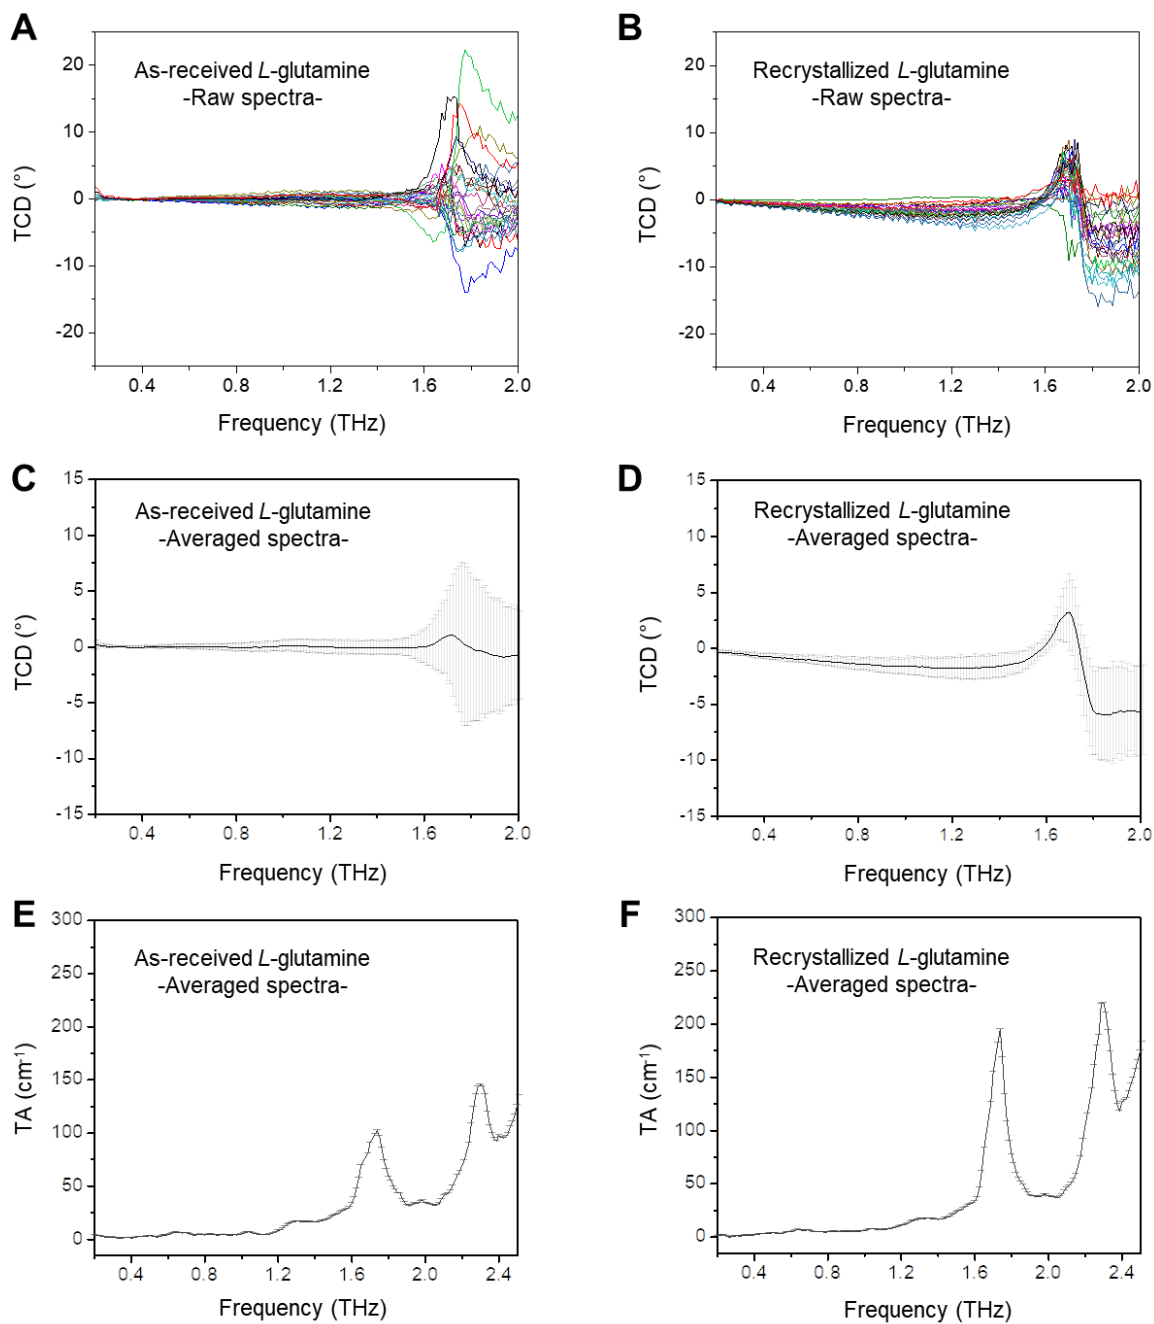 A
As-received L-glutamine
-Raw spectra-
TCD (°)
20
10
0
-10
-20
0.4
0.8
1.2
1.6
2.0
Frequency (THz)
B
Recrystallized L-glutamine
-Raw spectra-
TCD (°)
20
10
0
-10
-20
0.4
0.8
1.2
1.6
2.0
Frequency (THz)
C
As-received L-glutamine
-Averaged spectra-
TCD (°)
15
10
5
0
-5
-10
-15
0.4
0.8
1.2
1.6
2.0
Frequency (THz)
D
Recrystallized L-glutamine
-Averaged spectra-
TCD (°)
15
10
5
0
-5
-10
-15
0.4
0.8
1.2
1.6
2.0
Frequency (THz)
E
As-received L-glutamine
-Averaged spectra-
TA (cm⁻¹)
300
250
200
150
100
50
0
0.4
0.8
1.2
1.6
2.0
2.4
Frequency (THz)
F
Recrystallized L-glutamine
-Averaged spectra-
TA (cm⁻¹)
300
250
200
150
100
50
0
0.4
0.8
1.2
1.6
2.0
2.4
Frequency (THz)